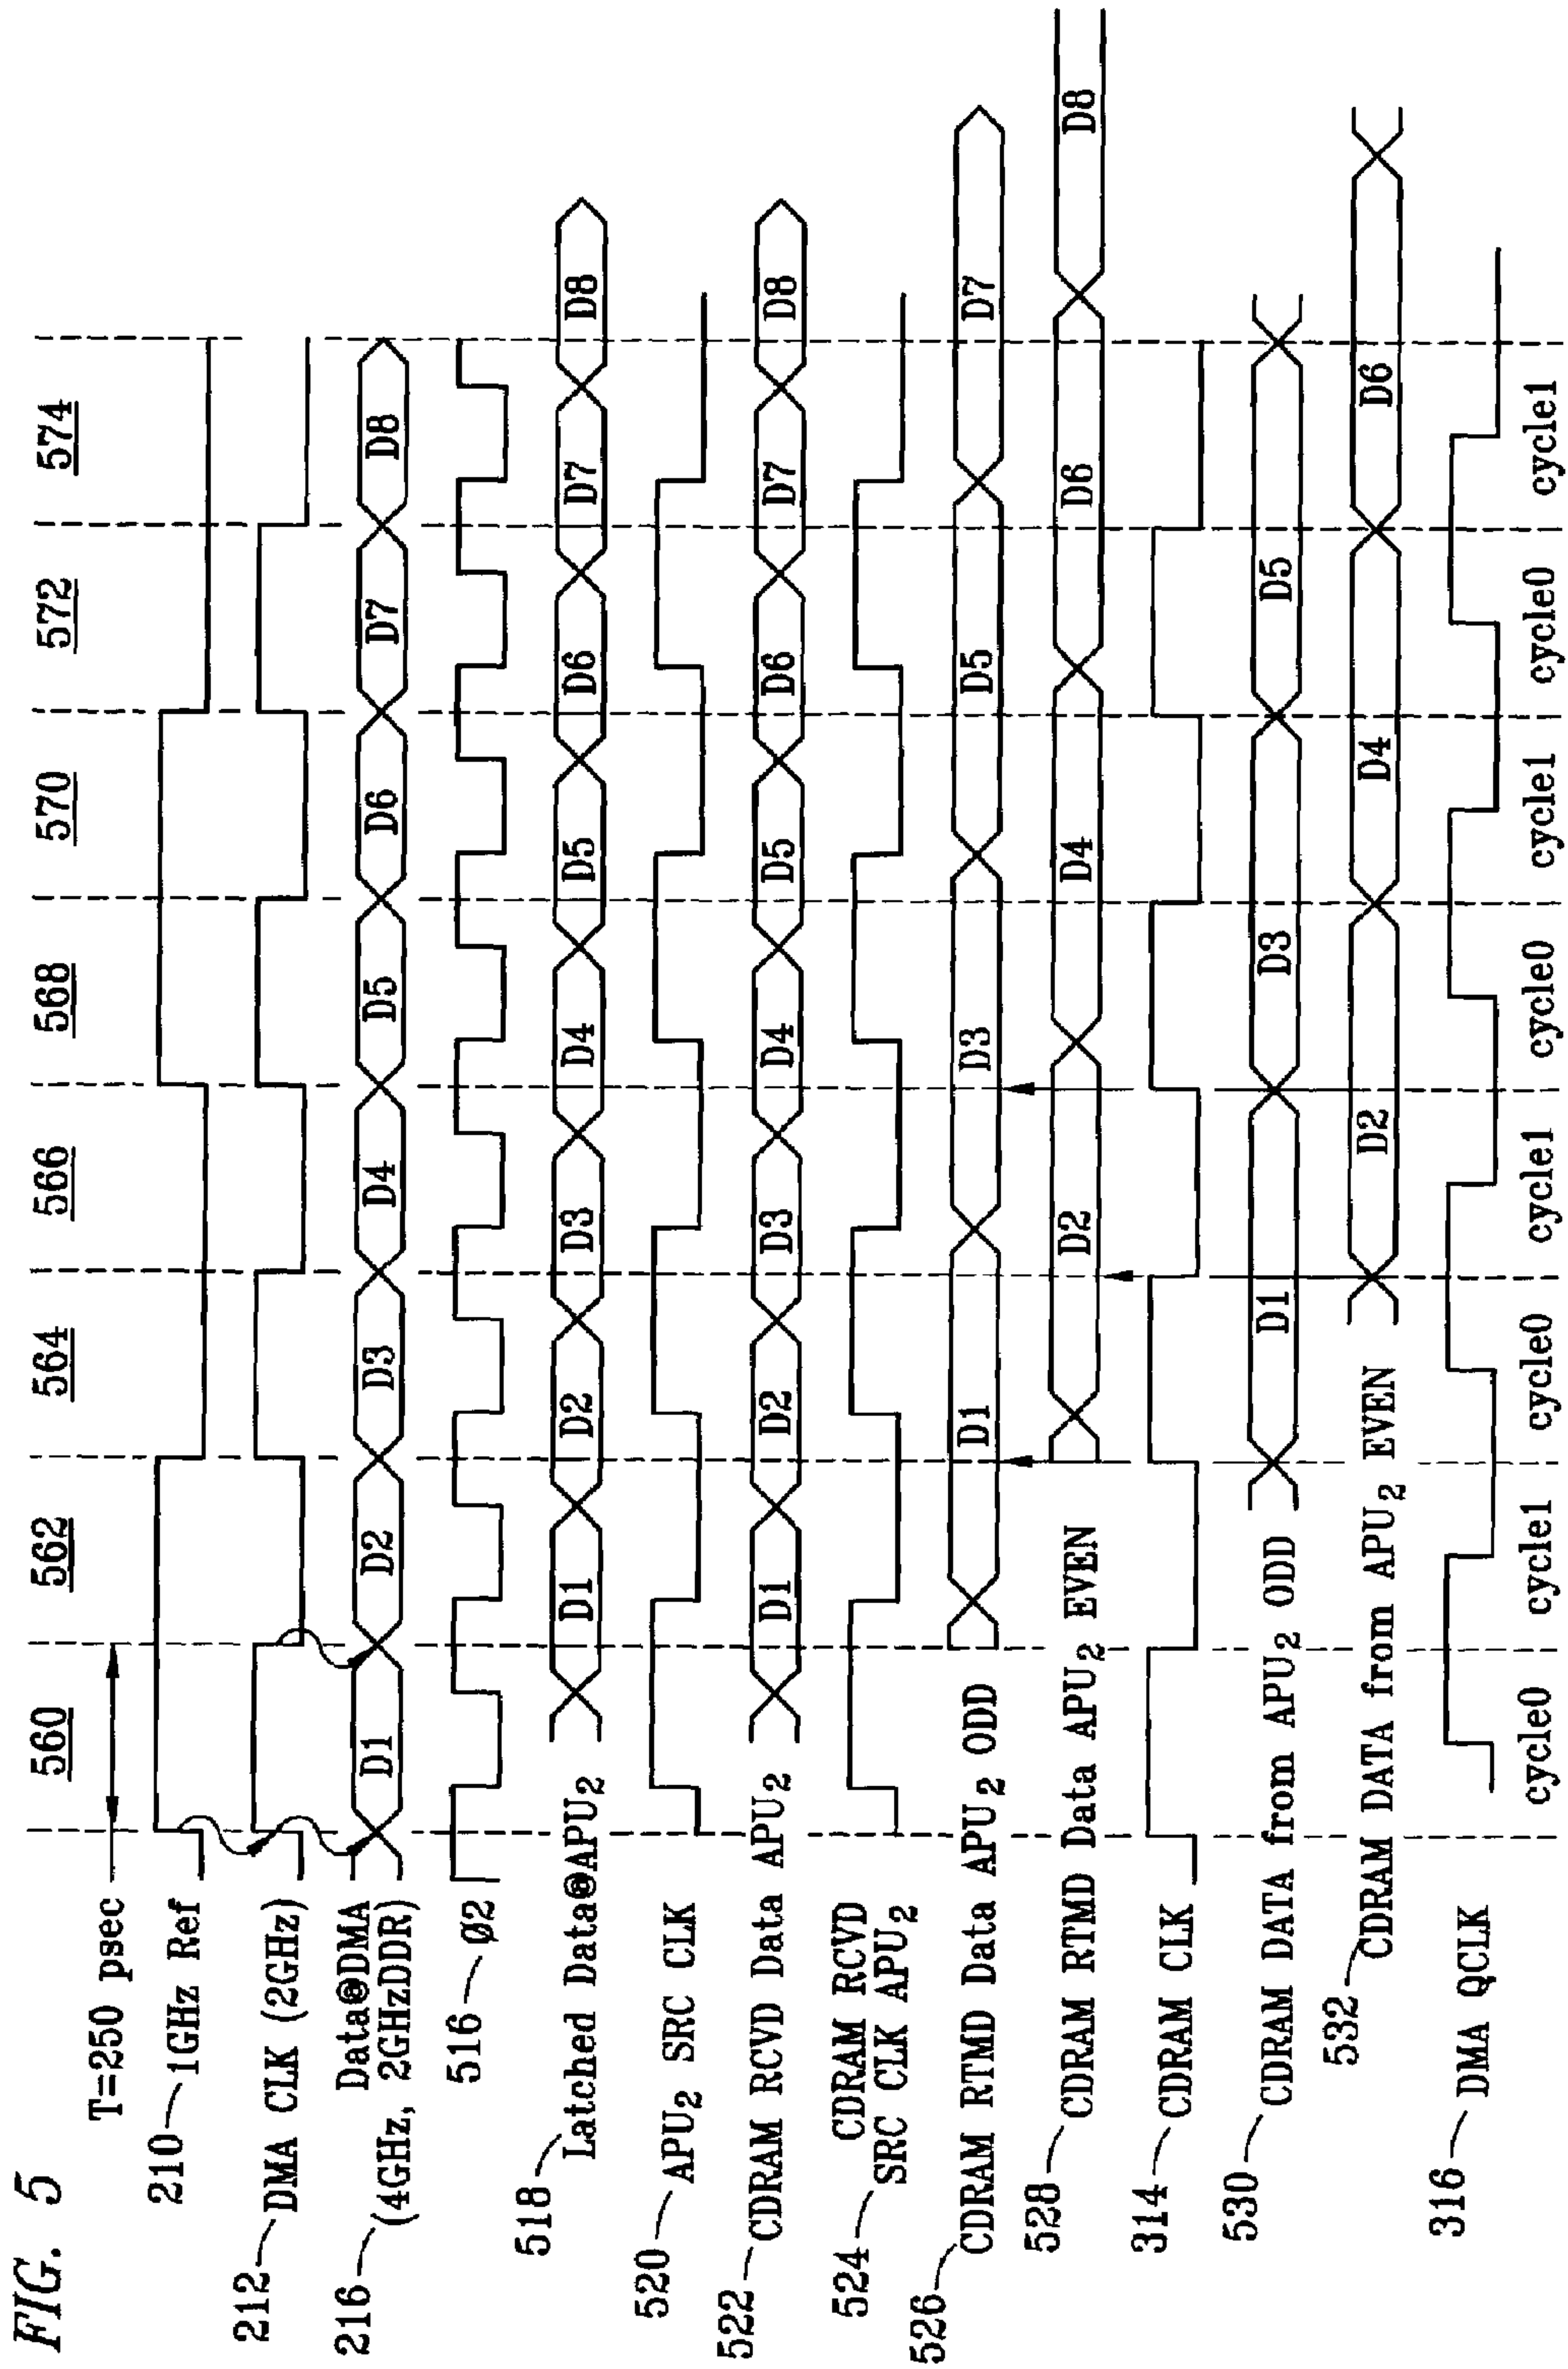 FIG. 5
560 562 564 566 568 570 572 574
T=250 psec
210 1GHz Ref
212 DMA CLK (2GHz)
Data@DMA
216 (4GHz, 2GHzDDR) D1 D2 D3 D4 D5 D6 D7 D8
516 Ø2
518 Latched Data@APU2 D1 D2 D3 D4 D5 D6 D7 D8
520 APU2 SRC CLK
522 CDRAM RCVD Data APU2 D1 D2 D3 D4 D5 D6 D7 D8
CDRAM RCVD
524 SRC CLK APU2
526 CDRAM RTMD Data APU2 ODD D1 D3 D5 D7
528 CDRAM RTMD Data APU2 EVEN D2 D4 D6 D8
314 CDRAM CLK
530 CDRAM DATA from APU2 ODD D1 D3 D5
532 CDRAM DATA from APU2 EVEN D2 D4 D6
316 DMA QCLK
cycle0 cycle1 cycle0 cycle1 cycle0 cycle1 cycle0 cycle1